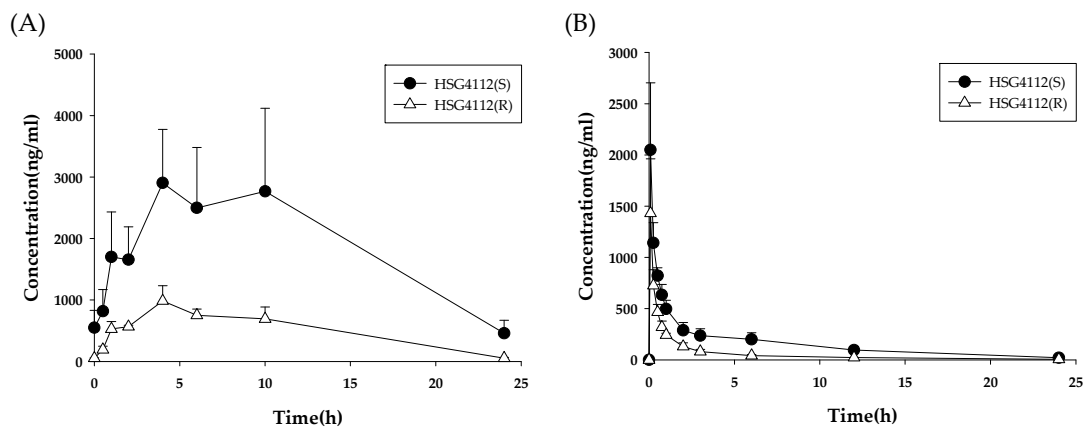 (A)
Concentration(ng/ml)
5000
4000
3000
2000
1000
0
HSG4112(S)
HSG4112(R)
0 5 10 15 20 25
Time(h)
(B)
Concentration(ng/ml)
3000
2500
2000
1500
1000
500
0
HSG4112(S)
HSG4112(R)
0 5 10 15 20 25
Time(h)